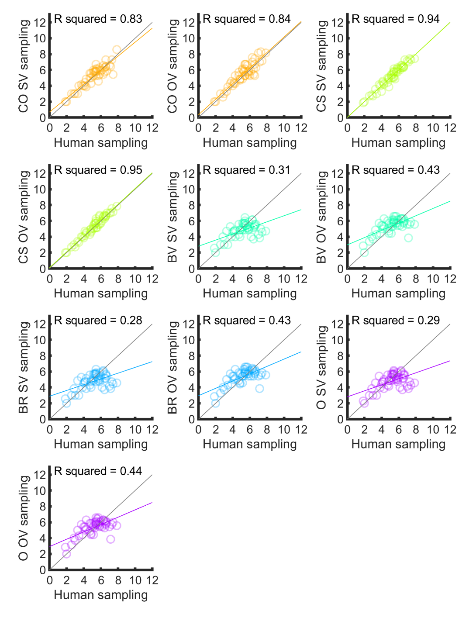 R squared = 0.83
CO SV sampling
12
10
8
6
4
2
0
0 2 4 6 8 10 12
Human sampling
R squared = 0.84
CO OV sampling
12
10
8
6
4
2
0
0 2 4 6 8 10 12
Human sampling
R squared = 0.94
CS SV sampling
12
10
8
6
4
2
0
0 2 4 6 8 10 12
Human sampling
R squared = 0.95
CS OV sampling
12
10
8
6
4
2
0
0 2 4 6 8 10 12
Human sampling
R squared = 0.31
BV SV sampling
12
10
8
6
4
2
0
0 2 4 6 8 10 12
Human sampling
R squared = 0.43
BV OV sampling
12
10
8
6
4
2
0
0 2 4 6 8 10 12
Human sampling
R squared = 0.28
BR SV sampling
12
10
8
6
4
2
0
0 2 4 6 8 10 12
Human sampling
R squared = 0.43
BR OV sampling
12
10
8
6
4
2
0
0 2 4 6 8 10 12
Human sampling
R squared = 0.29
O SV sampling
12
10
8
6
4
2
0
0 2 4 6 8 10 12
Human sampling
R squared = 0.44
O OV sampling
12
10
8
6
4
2
0
0 2 4 6 8 10 12
Human sampling